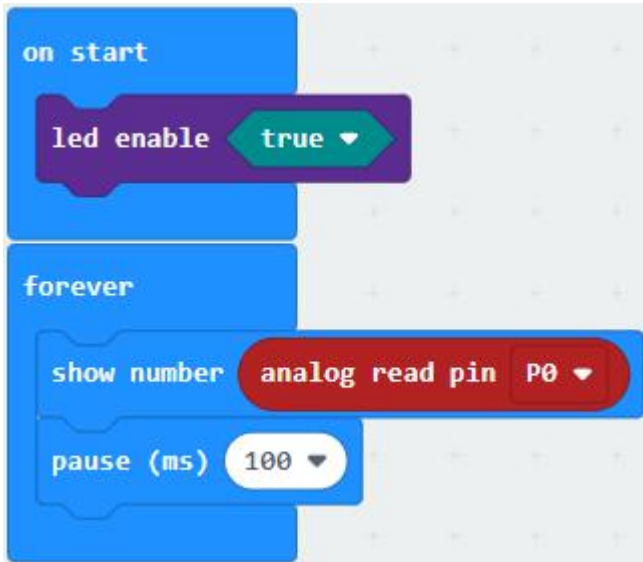 on start
led enable true
forever
show number analog read pin P0
pause (ms) 100